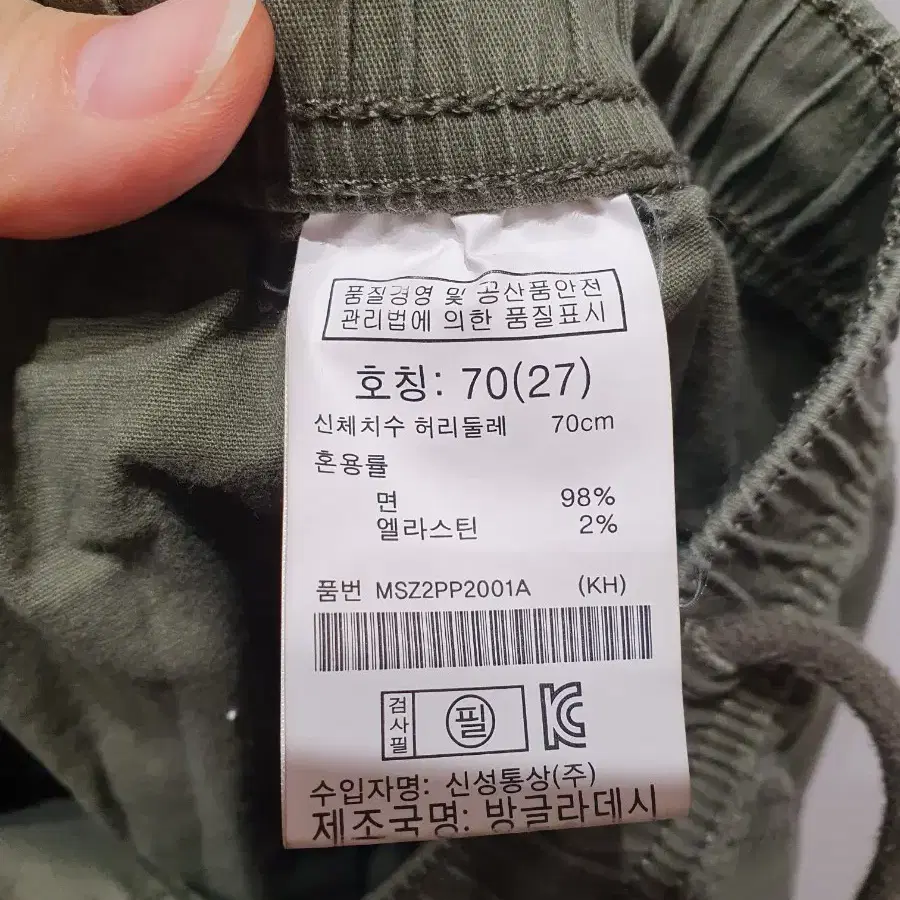 품질경영 및 공산품안전
관리법에 의한 품질표시
호칭: 70(27)
신체치수 허리둘레 70cm
혼용률
면 98%
엘라스틴 2%
품번 MSZ2PP2001A (KH)
검사필 필 KC
수입자명: 신성통상(주)
제조국명: 방글라데시